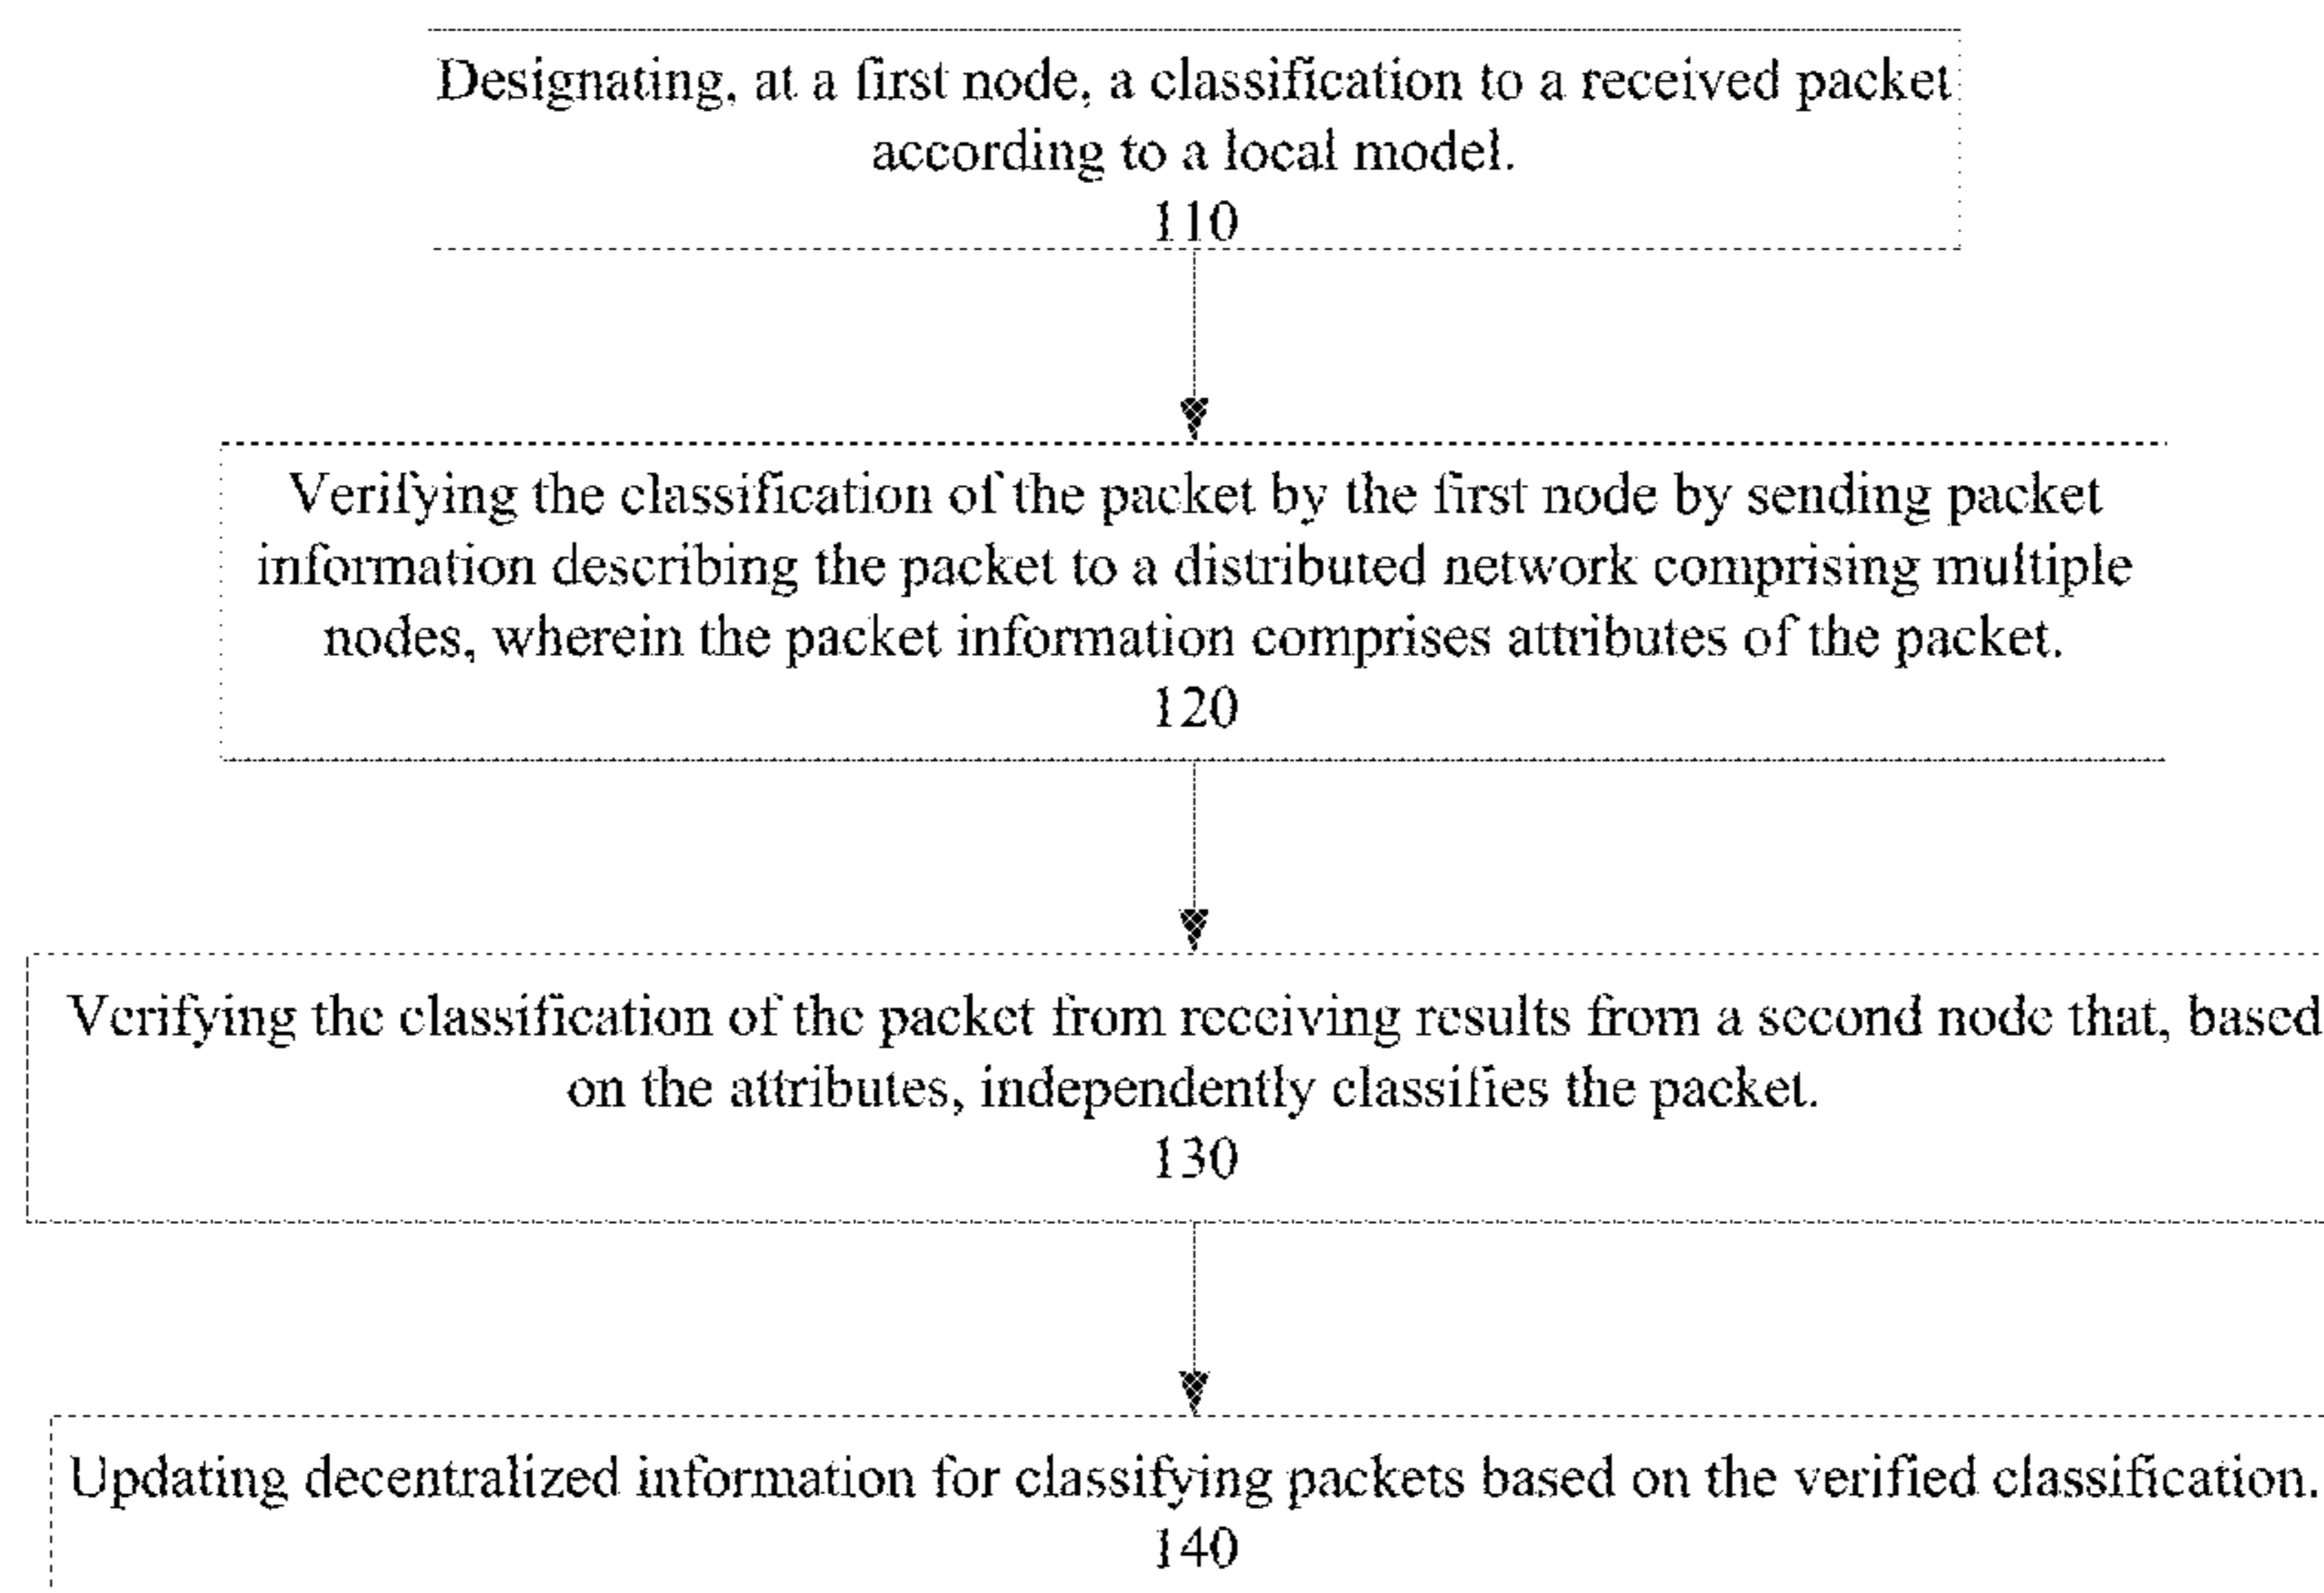 Designating, at a first node, a classification to a received packet
according to a local model.
110
Verifying the classification of the packet by the first node by sending packet
information describing the packet to a distributed network comprising multiple
nodes, wherein the packet information comprises attributes of the packet.
120
Verifying the classification of the packet from receiving results from a second node that, based
on the attributes, independently classifies the packet.
130
Updating decentralized information for classifying packets based on the verified classification.
140